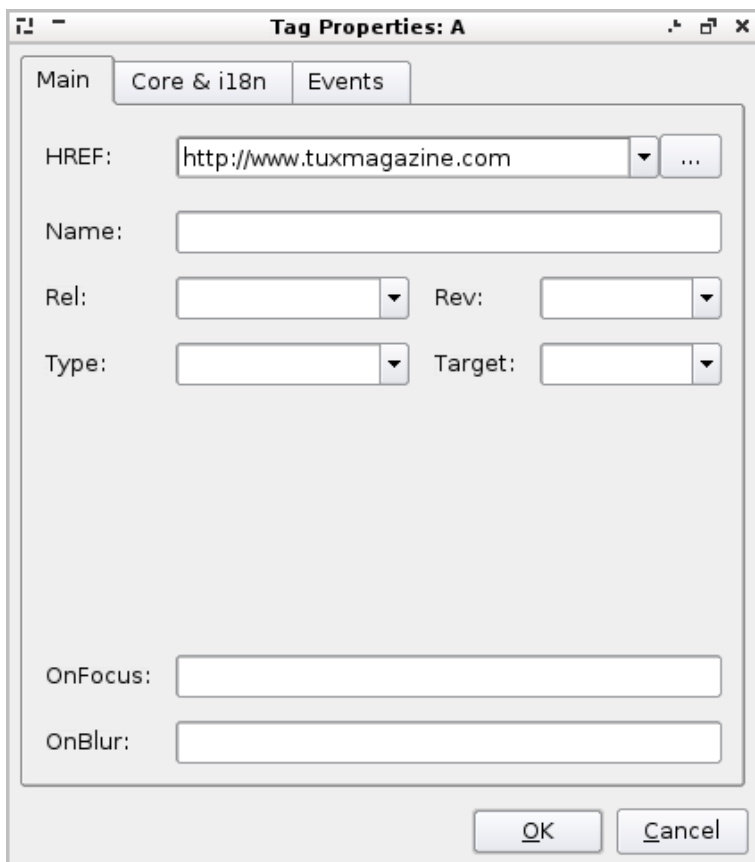 Tag Properties: A
Main Core & i18n Events
HREF: http://www.tuxmagazine.com ...
Name:
Rel: Rev:
Type: Target:
OnFocus:
OnBlur:
OK Cancel